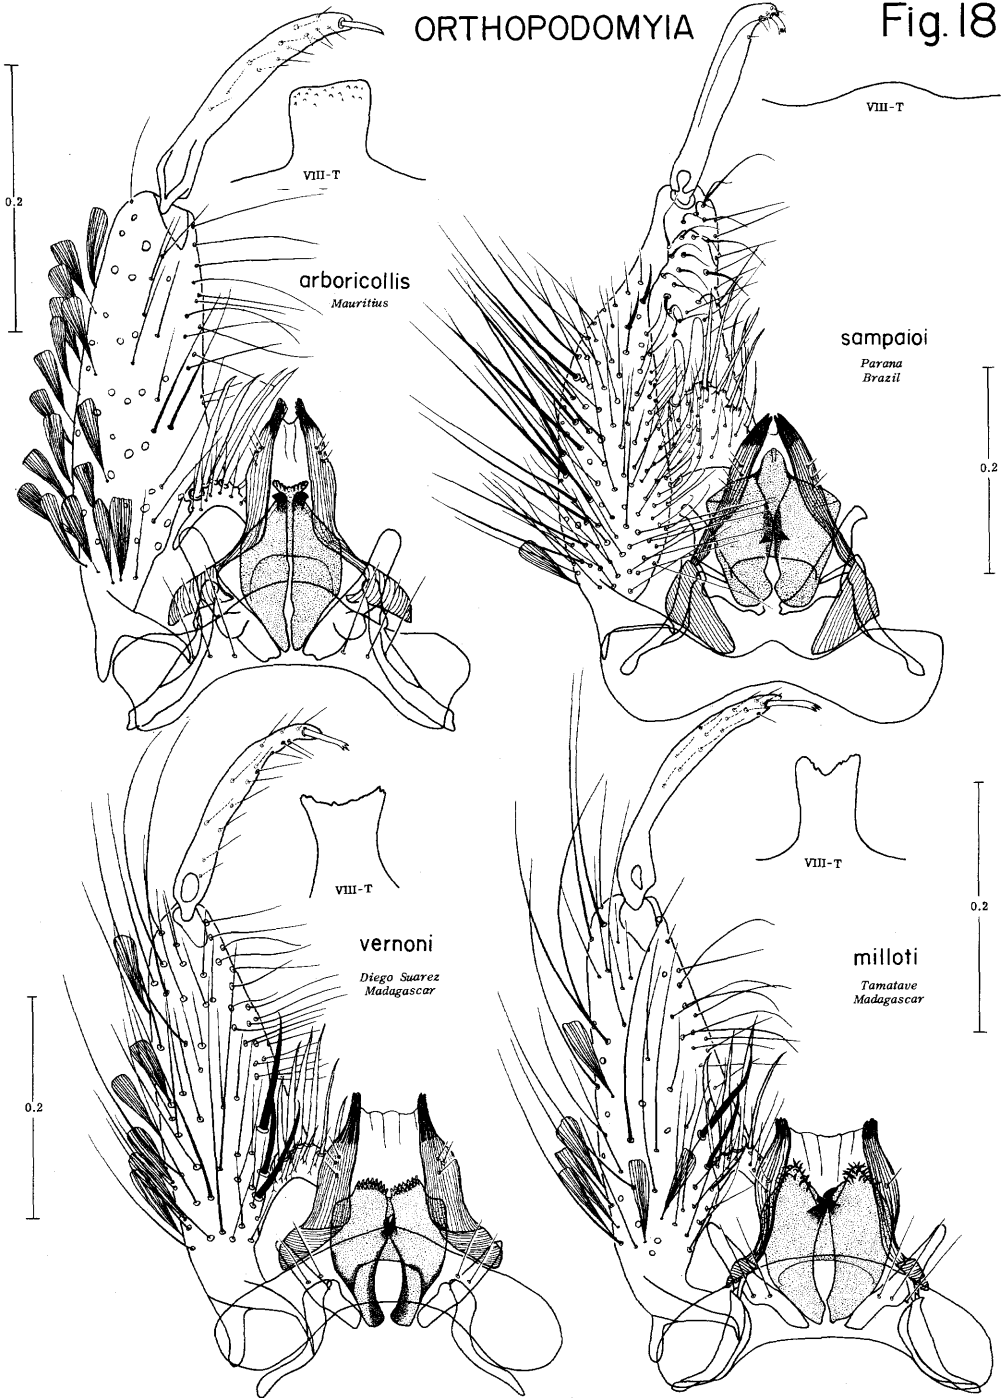 ORTHOPODOMYIA
Fig. 18
VIII-T
VIII-T
0.2
arboricollis
Mauritius
sampaioi
Parana
Brazil
0.2
VIII-T
VIII-T
0.2
vernoni
Diego Suarez
Madagascar
milloti
Tamatave
Madagascar
0.2